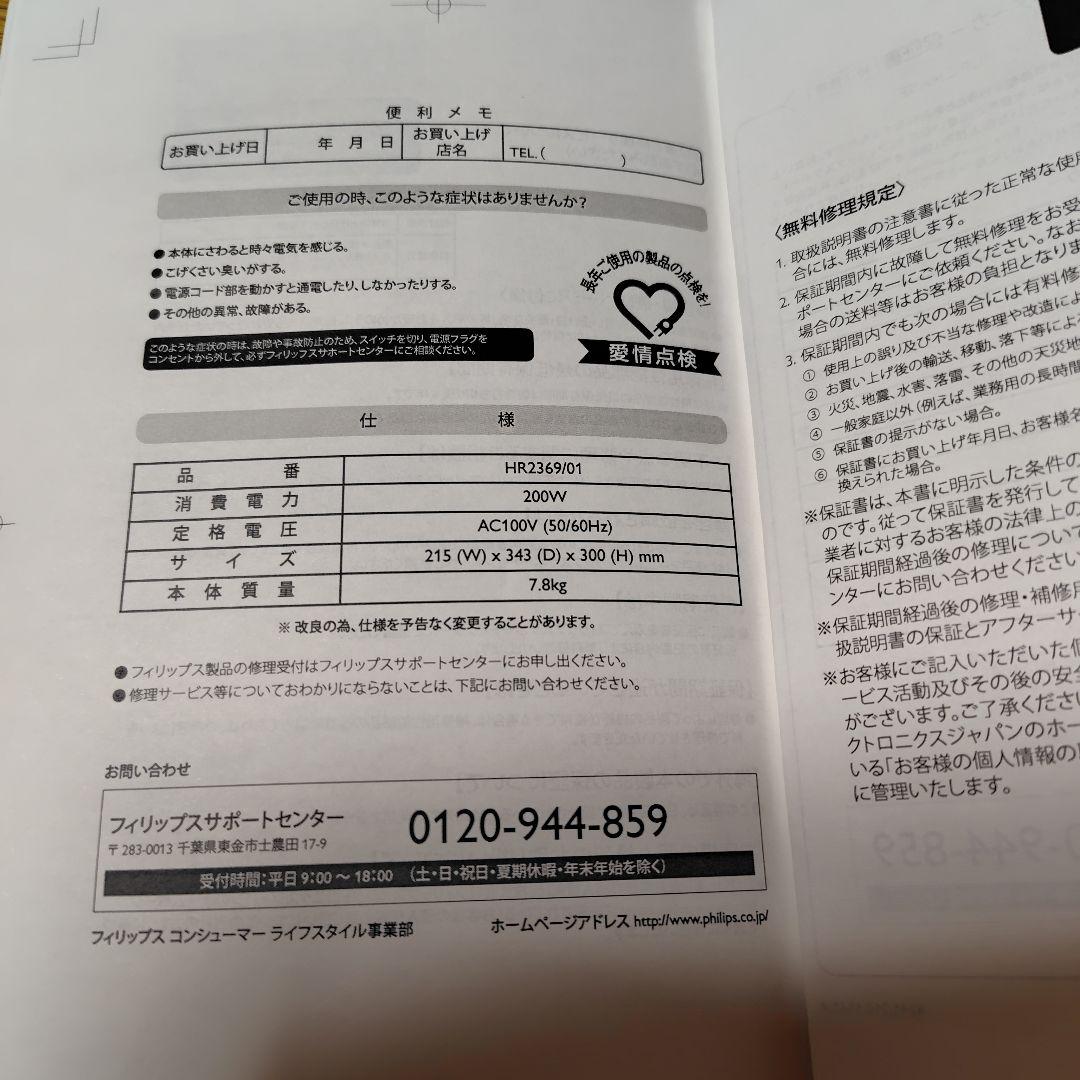 便利メモ
お買い上げ日 年 月 日 お買い上げ店名 TEL.( )
ご使用の時、このような症状はありませんか?
● 本体にさわると時々電気を感じる。
● こげくさい臭いがする。
● 電源コード部を動かすと通電したり、しなかったりする。
● その他の異常、故障がある。
長年ご使用の製品の点検を!
愛情点検
このような症状の時は、故障や事故防止のため、スイッチを切り、電源プラグを
コンセントから外して、必ずフィリップスサポートセンターにご相談ください。
仕様
品番 HR2369/01
消費電力 200W
定格電圧 AC100V (50/60Hz)
サイズ 215 (W) x 343 (D) x 300 (H) mm
本体質量 7.8kg
※ 改良の為、仕様を予告なく変更することがあります。
● フィリップス製品の修理受付はフィリップスサポートセンターにお申し出ください。
● 修理サービス等についておわかりにならないことは、下記にお問い合わせください。
お問い合わせ
フィリップスサポートセンター 0120-944-859
〒283-0013 千葉県東金市士農田 17-9
受付時間:平日 9:00 〜 18:00 (土・日・祝日・夏期休暇・年末年始を除く)
フィリップス コンシューマー ライフスタイル事業部 ホームページアドレス http://www.philips.co.jp/
〈無料修理規定〉
1. 取扱説明書の注意書に従った正常な使用
合には、無料修理します。
2. 保証期間内に故障して無料修理をお受
ポートセンターにご依頼ください。なお
場合の送料等はお客様の負担となりま
3. 保証期間内でも次の場合には有料修
① 使用上の誤り及び不当な修理や改造によ
② お買い上げ後の輸送、移動、落下等によ
③ 火災、地震、水害、落雷、その他の天災地
④ 一般家庭以外(例えば、業務用の長時間
⑤ 保証書の提示がない場合。
⑥ 保証書にお買い上げ年月日、お客様名
換えられた場合。
※保証書は、本書に明示した条件の
のです。従って保証書を発行して
業者に対するお客様の法律上の
保証期間経過後の修理につい
ンターにお問い合わせください
※保証期間経過後の修理・補修用
扱説明書の保証とアフターサ
※お客様にご記入いただいた個
ービス活動及びその後の安全
がございます。ご了承くださ
クトロニクスジャパンのホー
いる「お客様の個人情報の
に管理いたします。